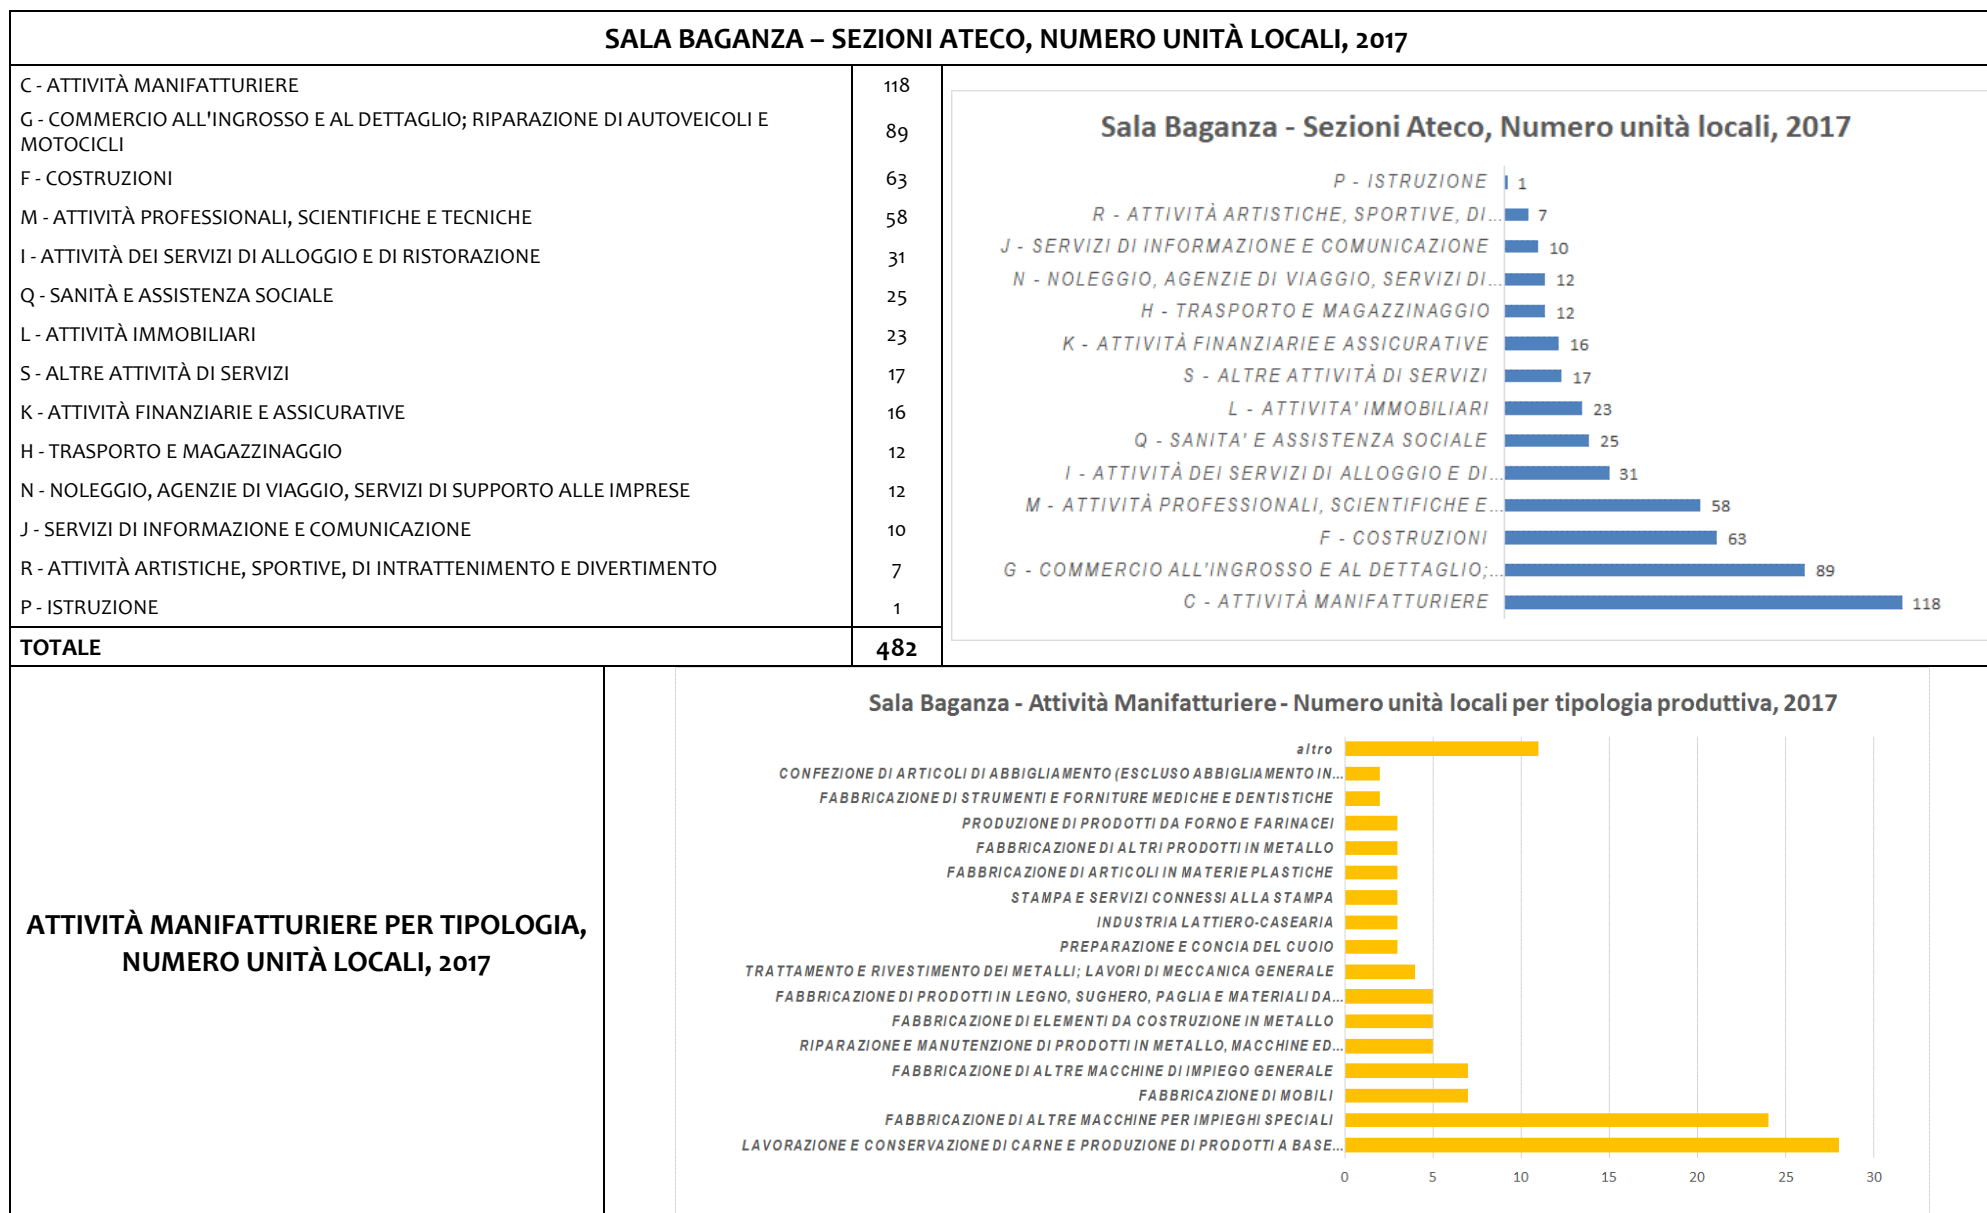 SALA BAGANZA – SEZIONI ATECO, NUMERO UNITÀ LOCALI, 2017
C - ATTIVITÀ MANIFATTURIERE 118
G - COMMERCIO ALL'INGROSSO E AL DETTAGLIO; RIPARAZIONE DI AUTOVEICOLI E
MOTOCICLI 89
F - COSTRUZIONI 63
M - ATTIVITÀ PROFESSIONALI, SCIENTIFICHE E TECNICHE 58
I - ATTIVITÀ DEI SERVIZI DI ALLOGGIO E DI RISTORAZIONE 31
Q - SANITÀ E ASSISTENZA SOCIALE 25
L - ATTIVITÀ IMMOBILIARI 23
S - ALTRE ATTIVITÀ DI SERVIZI 17
K - ATTIVITÀ FINANZIARIE E ASSICURATIVE 16
H - TRASPORTO E MAGAZZINAGGIO 12
N - NOLEGGIO, AGENZIE DI VIAGGIO, SERVIZI DI SUPPORTO ALLE IMPRESE 12
J - SERVIZI DI INFORMAZIONE E COMUNICAZIONE 10
R - ATTIVITÀ ARTISTICHE, SPORTIVE, DI INTRATTENIMENTO E DIVERTIMENTO 7
P - ISTRUZIONE 1
TOTALE 482
Sala Baganza - Sezioni Ateco, Numero unità locali, 2017
P - ISTRUZIONE 1
R - ATTIVITÀ ARTISTICHE, SPORTIVE, DI... 7
J - SERVIZI DI INFORMAZIONE E COMUNICAZIONE 10
N - NOLEGGIO, AGENZIE DI VIAGGIO, SERVIZI DI... 12
H - TRASPORTO E MAGAZZINAGGIO 12
K - ATTIVITÀ FINANZIARIE E ASSICURATIVE 16
S - ALTRE ATTIVITÀ DI SERVIZI 17
L - ATTIVITA' IMMOBILIARI 23
Q - SANITA' E ASSISTENZA SOCIALE 25
I - ATTIVITÀ DEI SERVIZI DI ALLOGGIO E DI... 31
M - ATTIVITÀ PROFESSIONALI, SCIENTIFICHE E... 58
F - COSTRUZIONI 63
G - COMMERCIO ALL'INGROSSO E AL DETTAGLIO;... 89
C - ATTIVITÀ MANIFATTURIERE 118
ATTIVITÀ MANIFATTURIERE PER TIPOLOGIA,
NUMERO UNITÀ LOCALI, 2017
Sala Baganza - Attività Manifatturiere - Numero unità locali per tipologia produttiva, 2017
altro
CONFEZIONE DI ARTICOLI DI ABBIGLIAMENTO (ESCLUSO ABBIGLIAMENTO IN...
FABBRICAZIONE DI STRUMENTI E FORNITURE MEDICHE E DENTISTICHE
PRODUZIONE DI PRODOTTI DA FORNO E FARINACEI
FABBRICAZIONE DI ALTRI PRODOTTI IN METALLO
FABBRICAZIONE DI ARTICOLI IN MATERIE PLASTICHE
STAMPA E SERVIZI CONNESSI ALLA STAMPA
INDUSTRIA LATTIERO-CASEARIA
PREPARAZIONE E CONCIA DEL CUOIO
TRATTAMENTO E RIVESTIMENTO DEI METALLI; LAVORI DI MECCANICA GENERALE
FABBRICAZIONE DI PRODOTTI IN LEGNO, SUGHERO, PAGLIA E MATERIALI DA...
FABBRICAZIONE DI ELEMENTI DA COSTRUZIONE IN METALLO
RIPARAZIONE E MANUTENZIONE DI PRODOTTI IN METALLO, MACCHINE ED...
FABBRICAZIONE DI ALTRE MACCHINE DI IMPIEGO GENERALE
FABBRICAZIONE DI MOBILI
FABBRICAZIONE DI ALTRE MACCHINE PER IMPIEGHI SPECIALI
LAVORAZIONE E CONSERVAZIONE DI CARNE E PRODUZIONE DI PRODOTTI A BASE...
0 5 10 15 20 25 30